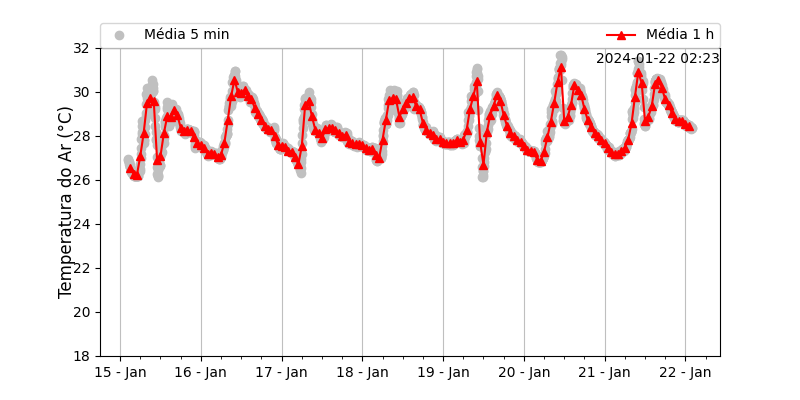 Média 5 min
Média 1 h
2024-01-22 02:23
Temperatura do Ar (°C)
32
30
28
26
24
22
20
18
15 - Jan
16 - Jan
17 - Jan
18 - Jan
19 - Jan
20 - Jan
21 - Jan
22 - Jan